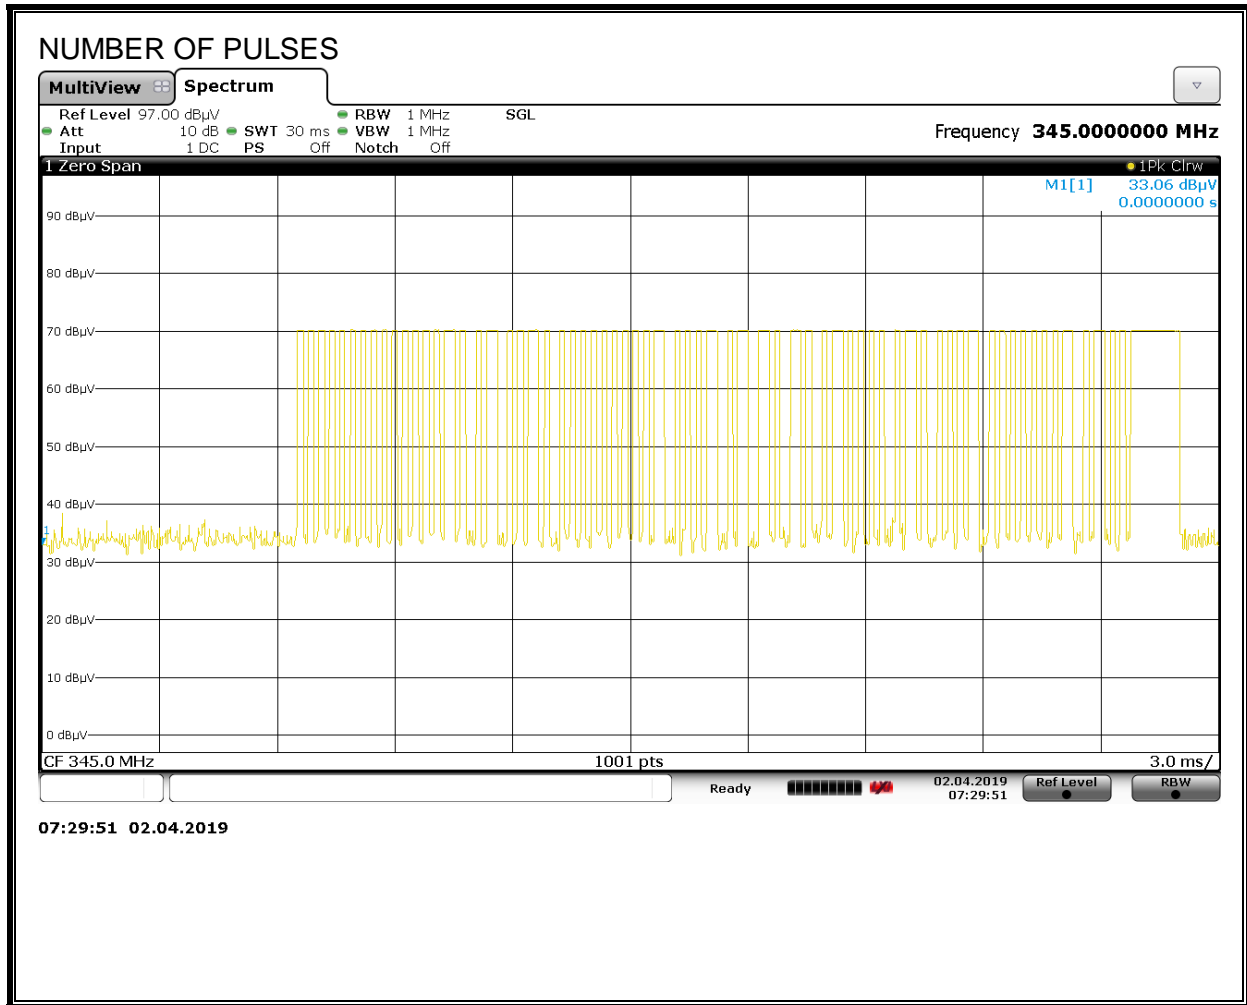 NUMBER OF PULSES
MultiView Spectrum
Ref Level 97.00 dBµV RBW 1 MHz SGL
Att 10 dB SWT 30 ms VBW 1 MHz
Input 1 DC PS Off Notch Off
Frequency 345.0000000 MHz
1 Zero Span 1Pk Clrw
M1[1] 33.06 dBµV
0.0000000 s
90 dBµV
80 dBµV
70 dBµV
60 dBµV
50 dBµV
40 dBµV
1
30 dBµV
20 dBµV
10 dBµV
0 dBµV
CF 345.0 MHz 1001 pts 3.0 ms/
Ready 02.04.2019 Ref Level RBW
07:29:51
07:29:51 02.04.2019